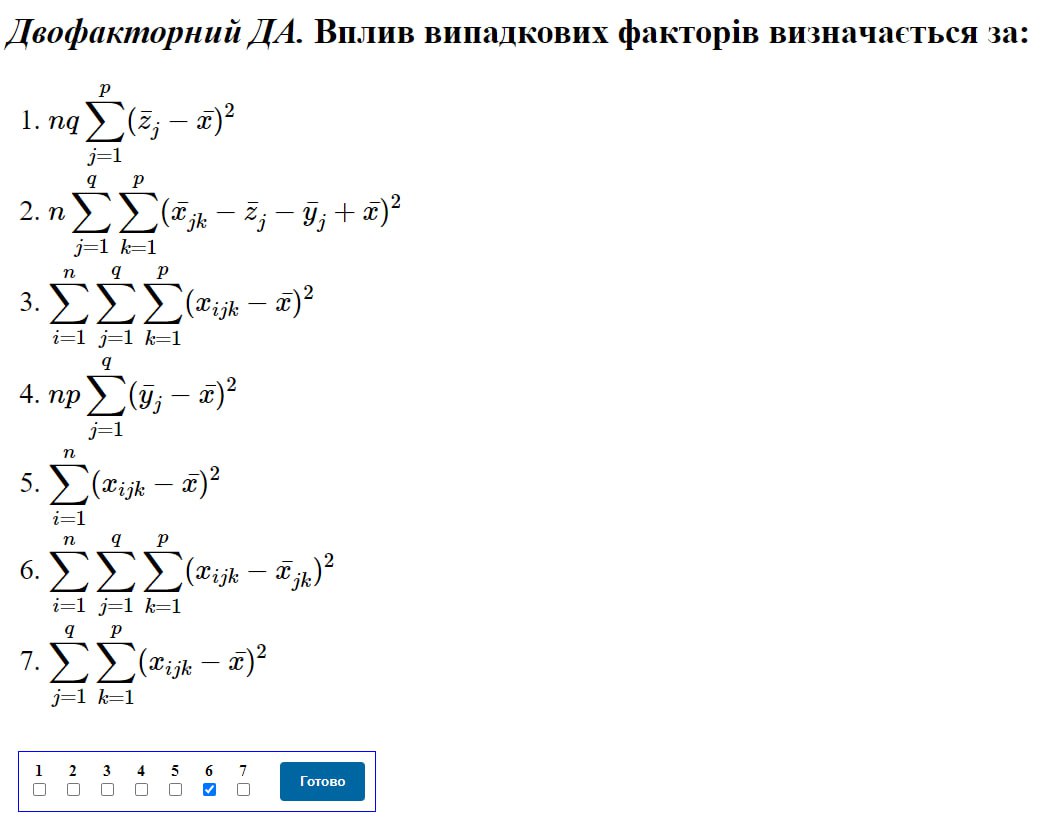 Двофакторний ДА. Вплив випадкових факторів визначається за:
1. $nq\sum_{j=1}^{p}(\bar{z}_j - \bar{x})^2$
2. $n\sum_{j=1}^{q}\sum_{k=1}^{p}(\bar{x}_{jk} - \bar{z}_j - \bar{y}_j + \bar{x})^2$
3. $\sum_{i=1}^{n}\sum_{j=1}^{q}\sum_{k=1}^{p}(x_{ijk} - \bar{x})^2$
4. $np\sum_{j=1}^{q}(\bar{y}_j - \bar{x})^2$
5. $\sum_{i=1}^{n}(x_{ijk} - \bar{x})^2$
6. $\sum_{i=1}^{n}\sum_{j=1}^{q}\sum_{k=1}^{p}(x_{ijk} - \bar{x}_{jk})^2$
7. $\sum_{j=1}^{q}\sum_{k=1}^{p}(x_{ijk} - \bar{x})^2$
1 2 3 4 5 6 7
Готово